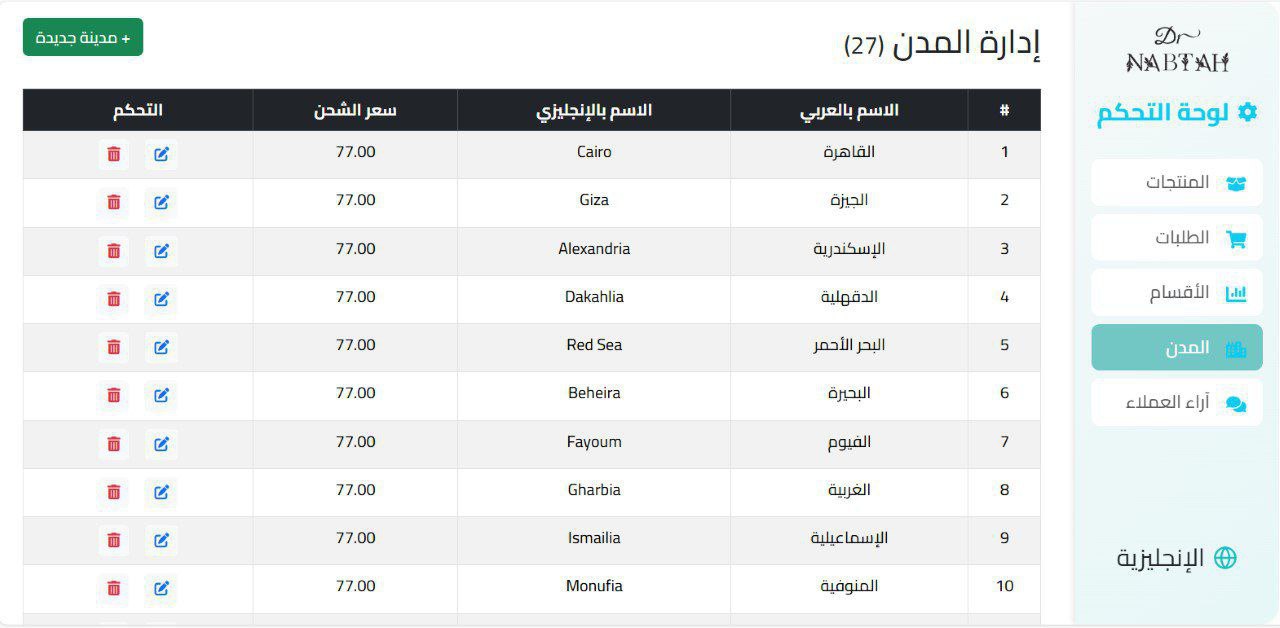 Dr
NABTAH
لوحة التحكم
المنتجات
الطلبات
الأقسام
المدن
آراء العملاء
الإنجليزية
إدارة المدن (27)
+ مدينة جديدة
# الاسم بالعربي الاسم بالإنجليزي سعر الشحن التحكم
1 القاهرة Cairo 77.00
2 الجيزة Giza 77.00
3 الإسكندرية Alexandria 77.00
4 الدقهلية Dakahlia 77.00
5 البحر الأحمر Red Sea 77.00
6 البحيرة Beheira 77.00
7 الفيوم Fayoum 77.00
8 الغربية Gharbia 77.00
9 الإسماعيلية Ismailia 77.00
10 المنوفية Monufia 77.00